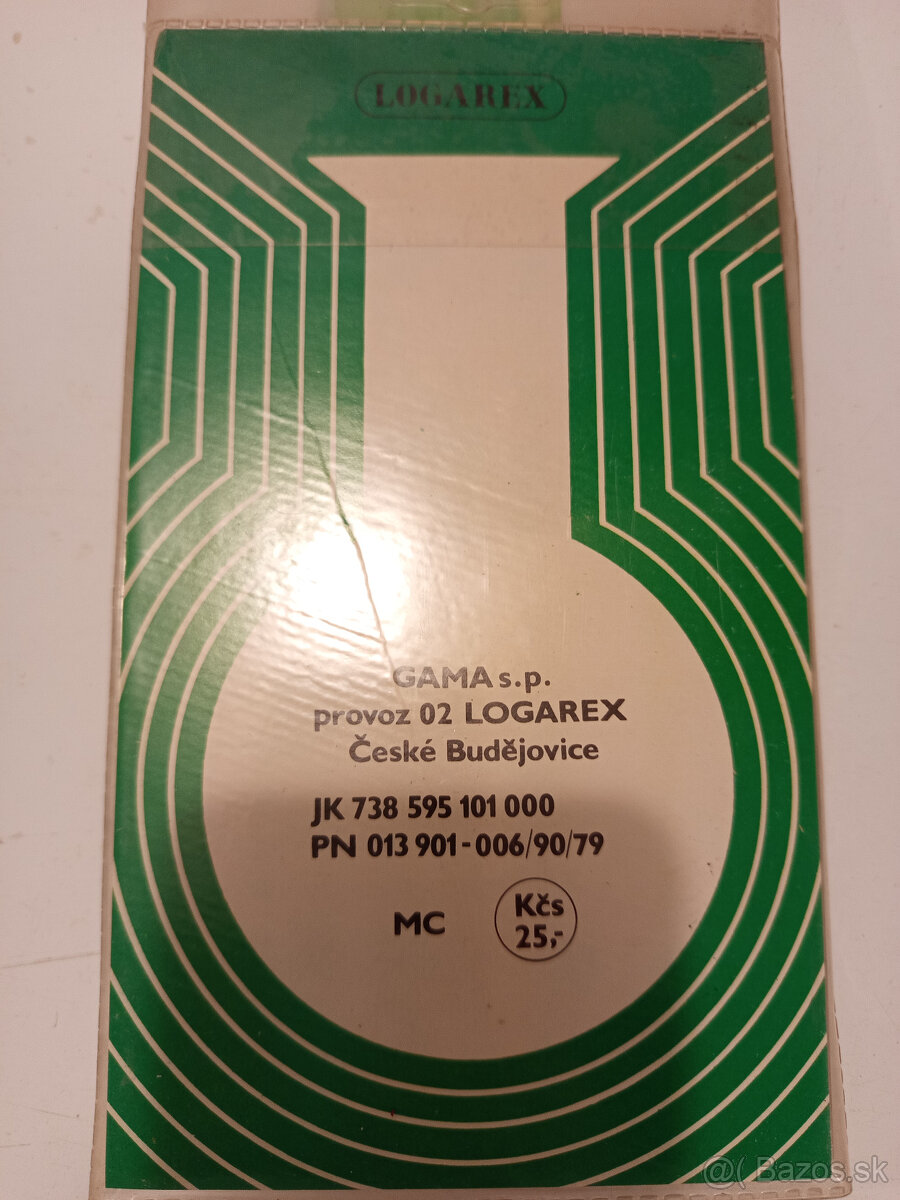 LOGAREX
GAMA s.p.
provoz 02 LOGAREX
České Budějovice
JK 738 595 101 000
PN 013 901-006/90/79
MC
Kčs
25,-
@( Bazos.sk